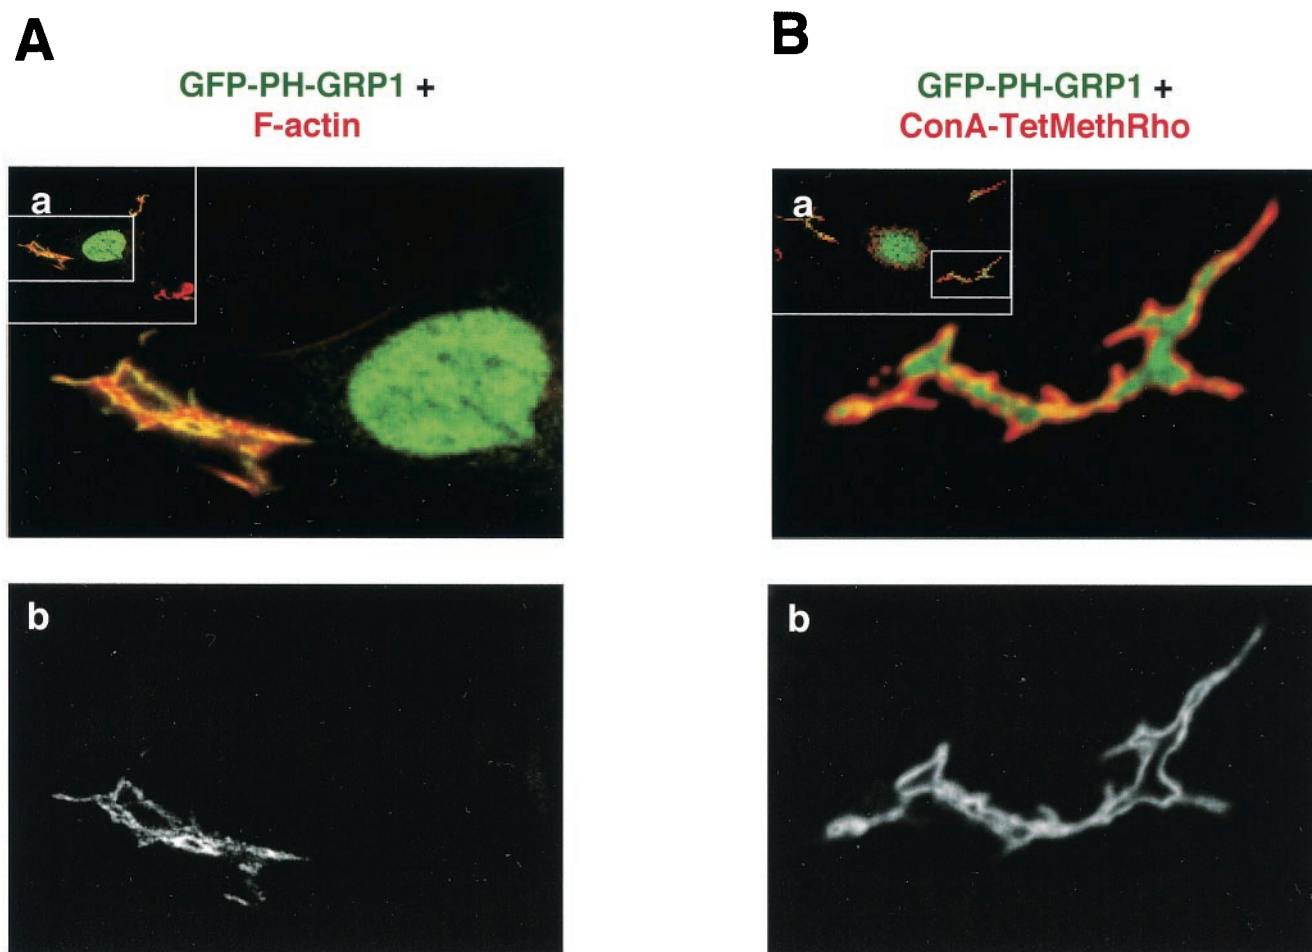 A
GFP-PH-GRP1 +
F-actin
a
b
B
GFP-PH-GRP1 +
ConA-TetMethRho
a
b